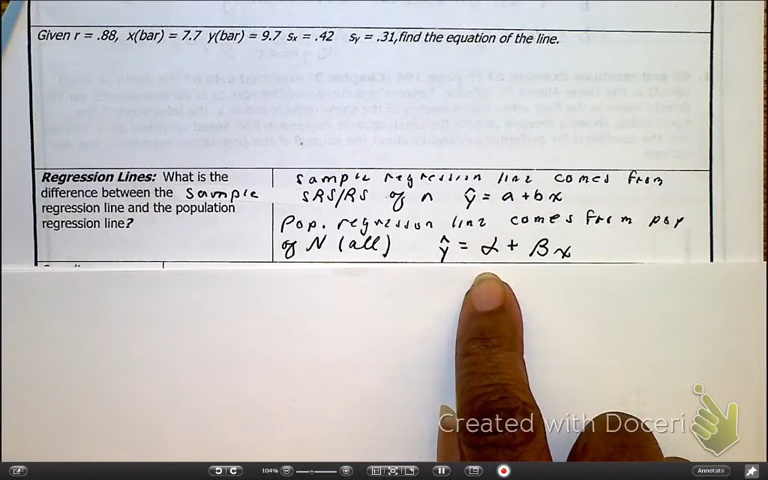 Given r = .88, x(bar) = 7.7 y(bar) = 9.7 sₓ = .42 sᵧ = .31, find the equation of the line.
Regression Lines: What is the
difference between the sample
regression line and the population
regression line?
sample regression line comes from
SRS/RS of n ŷ = a + bx
Pop. regression line comes from pop
of N (all) ŷ = α + βx
Created with Doceri
104%
Annotate